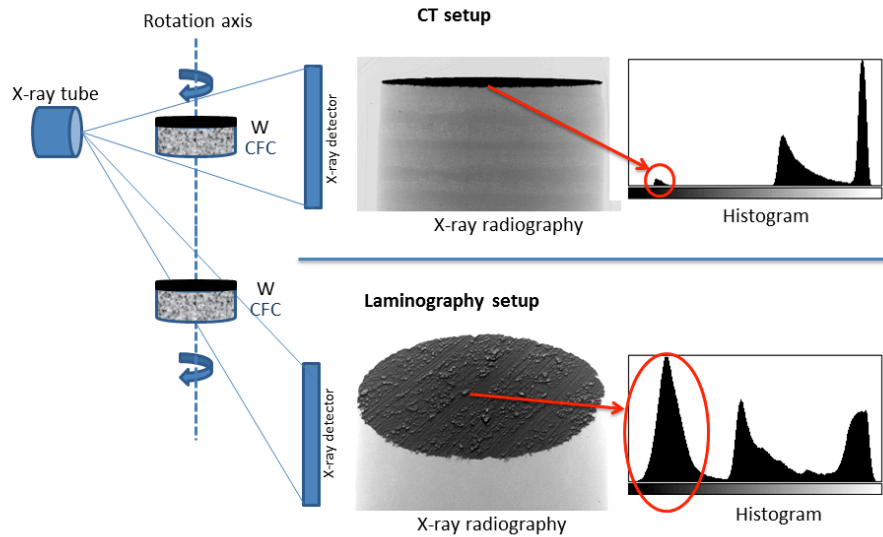 Rotation axis
CT setup
X-ray tube
W
CFC
X-ray detector
X-ray radiography
Histogram
W
CFC
Laminography setup
X-ray detector
X-ray radiography
Histogram